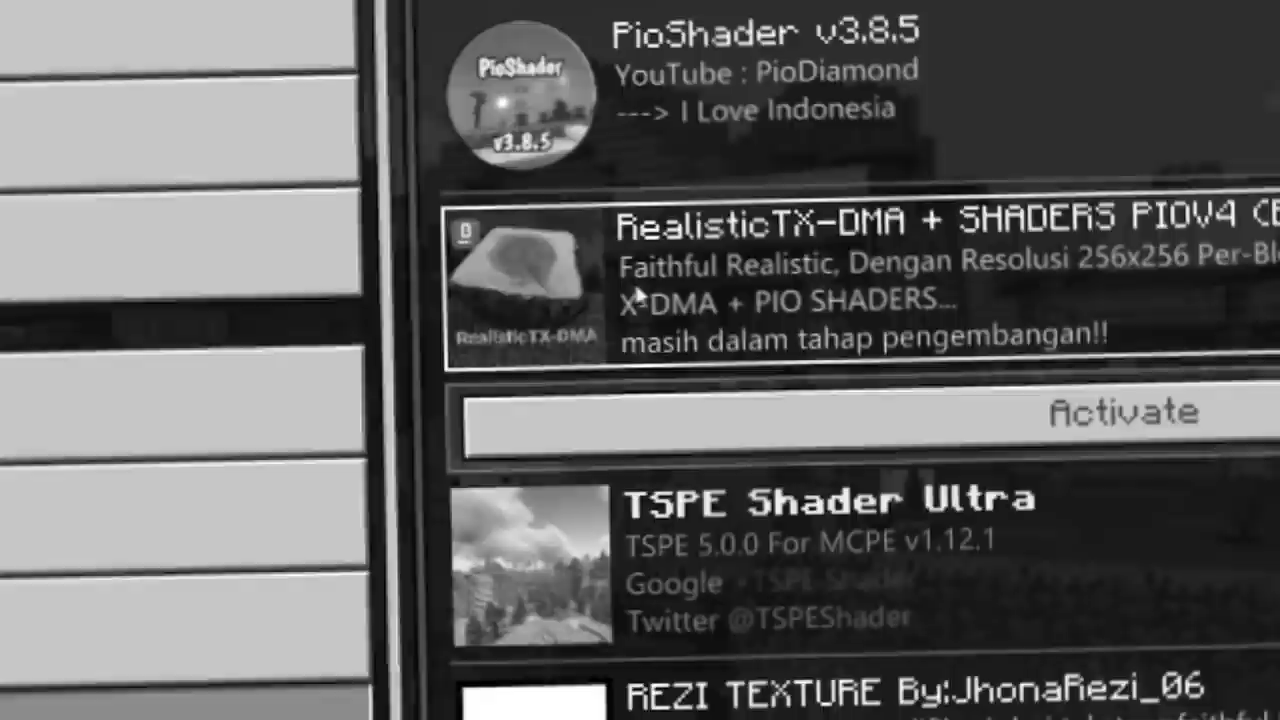 PioShader v3.8.5
YouTube : PioDiamond
---> I Love Indonesia
PioShader
v3.8.5
RealisticTX-DMA + SHADERS PIOV4
Faithful Realistic, Dengan Resolusi 256x256
X-DMA + PIO SHADERS...
masih dalam tahap pengembangan!!
RealisticTX-DMA
Activate
TSPE Shader Ultra
TSPE 5.0.0 For MCPE v1.12.1
Google -TSPE Shader
Twitter @TSPEShader
REZI TEXTURE By:JhonaRezi_06